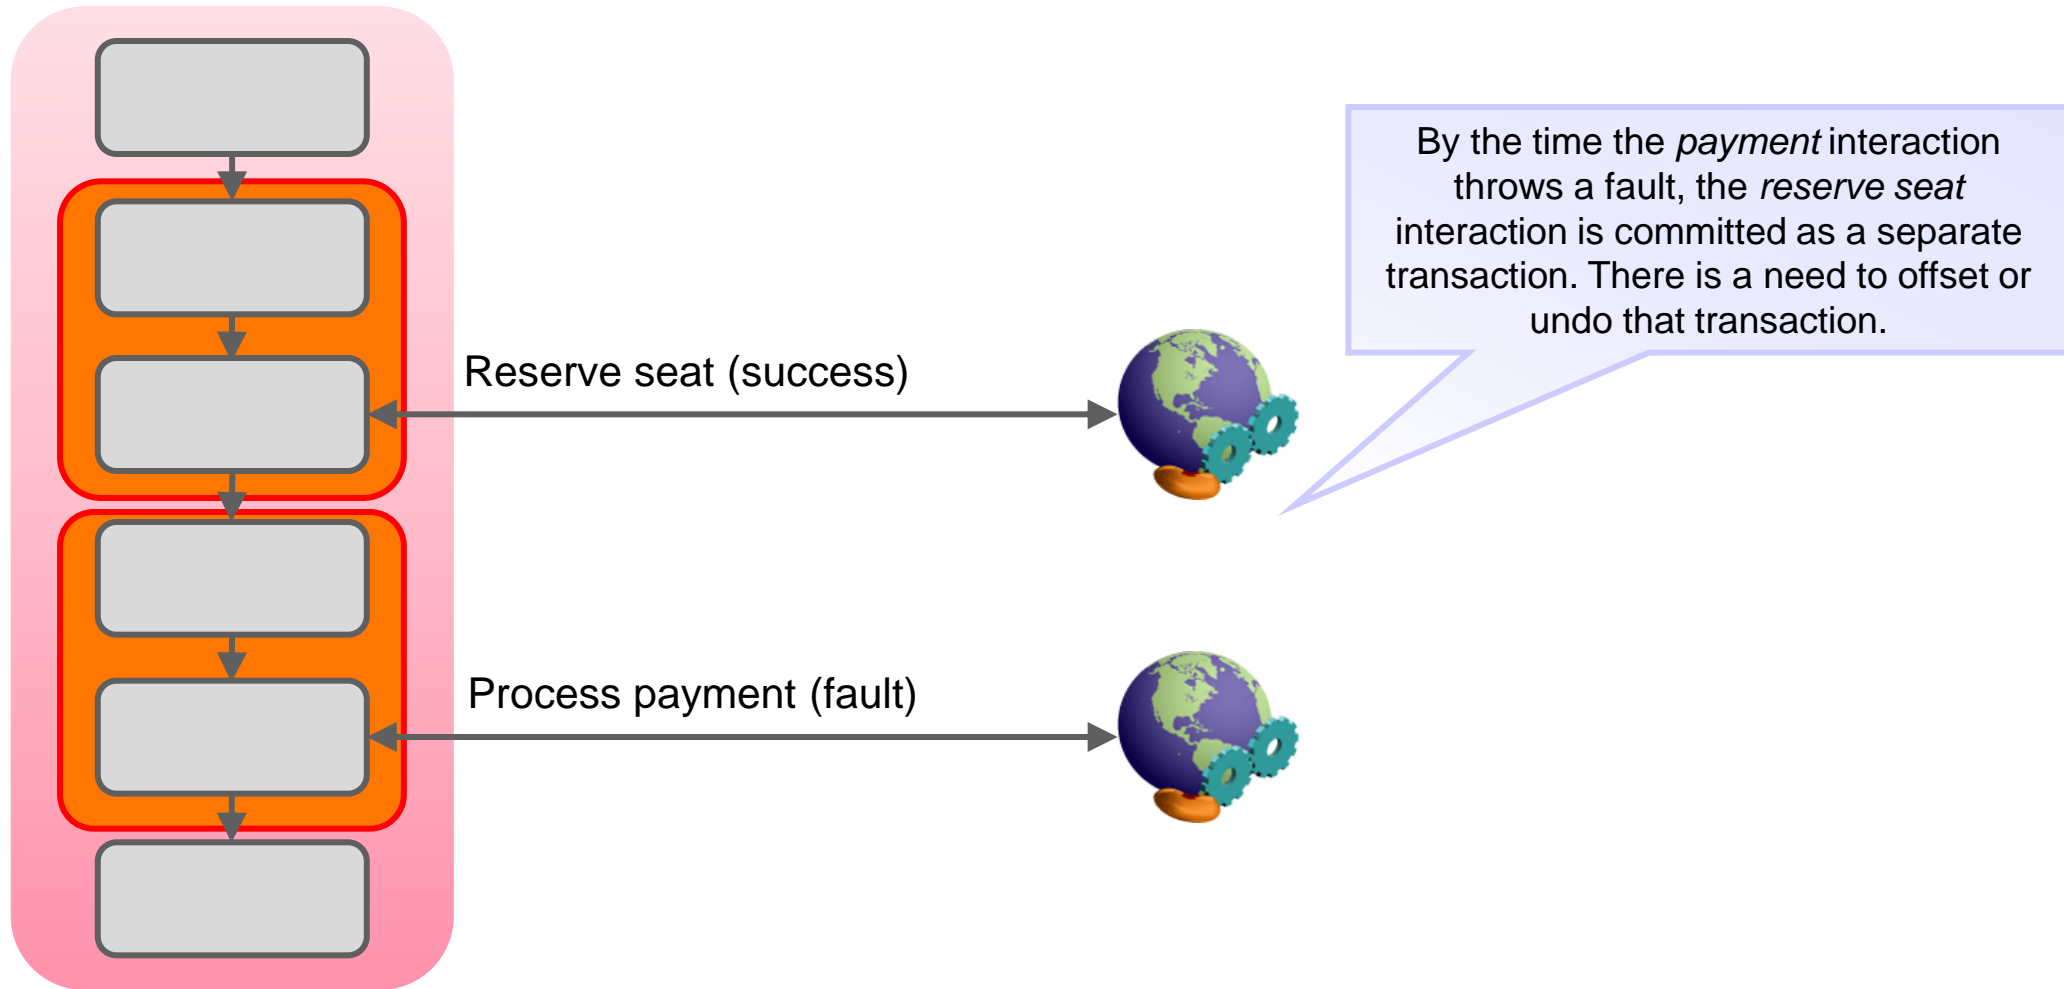 By the time the payment interaction
throws a fault, the reserve seat
interaction is committed as a separate
transaction. There is a need to offset or
undo that transaction.
Reserve seat (success)
Process payment (fault)